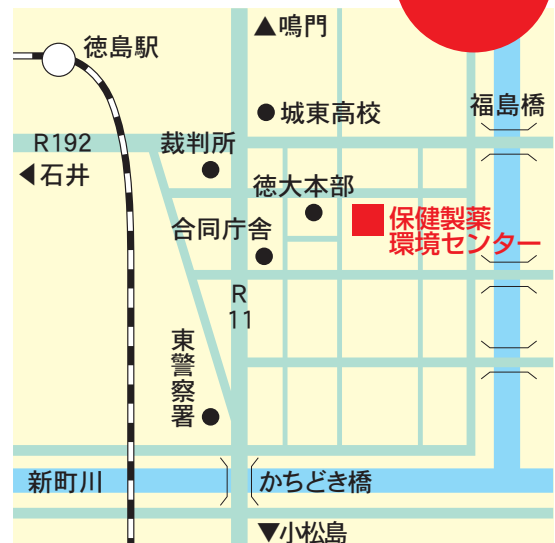 ▲鳴門
徳島駅
城東高校
福島橋
R192
裁判所
◀石井
徳大本部
保健製薬
環境センター
合同庁舎
R
11
東警察署
新町川
かちどき橋
▼小松島